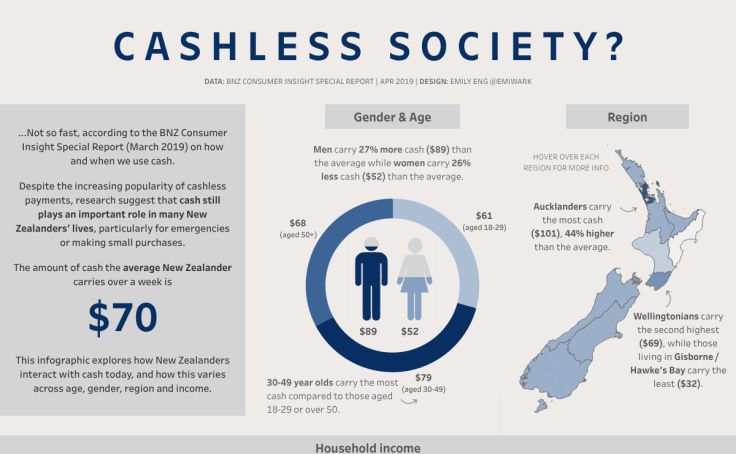 CASHLESS SOCIETY?
DATA: BNZ CONSUMER INSIGHT SPECIAL REPORT | APR 2019 | DESIGN: EMILY ENG @EMIWARK
...Not so fast, according to the BNZ Consumer
Insight Special Report (March 2019) on how
and when we use cash.
Despite the increasing popularity of cashless
payments, research suggest that cash still
plays an important role in many New
Zealanders' lives, particularly for emergencies
or making small purchases.
The amount of cash the average New Zealander
carries over a week is
$70
This infographic explores how New Zealanders
interact with cash today, and how this varies
across age, gender, region and income.
Gender & Age
Men carry 27% more cash ($89) than
the average while women carry 26%
less cash ($52) than the average.
$68
(aged 50+)
$61
(aged 18-29)
$89
$52
$79
(aged 30-49)
30-49 year olds carry the most
cash compared to those aged
18-29 or over 50.
Region
HOVER OVER EACH
REGION FOR MORE INFO
Aucklanders carry
the most cash
($101), 44% higher
than the average.
Wellingtonians carry
the second highest
($69), while those
living in Gisborne /
Hawke's Bay carry the
least ($32).
Household income